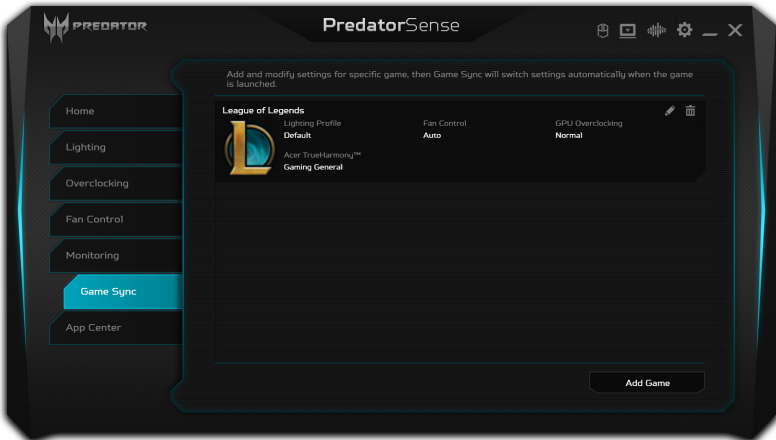 PREDATOR
PredatorSense
Add and modify settings for specific game, then Game Sync will switch settings automatically when the game
is launched.
Home
Lighting
Overclocking
Fan Control
Monitoring
Game Sync
App Center
League of Legends
Lighting Profile
Default
Fan Control
Auto
GPU Overclocking
Normal
Acer TrueHarmony™
Gaming General
Add Game